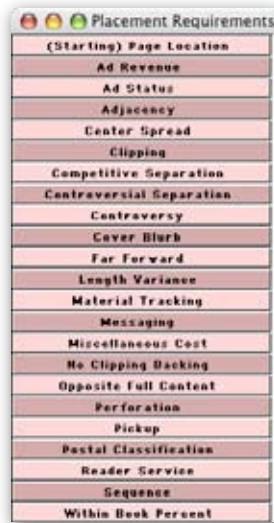 Placement Requirements
(Starting) Page Location
Ad Revenue
Ad Status
Adjacency
Center Spread
Clipping
Competitive Separation
Controversial Separation
Controversy
Cover Blurb
Far Forward
Length Variance
Material Tracking
Messaging
Miscellaneous Cost
No Clipping Backing
Opposite Full Content
Perforation
Pickup
Postal Classification
Reader Service
Sequence
Within Book Percent